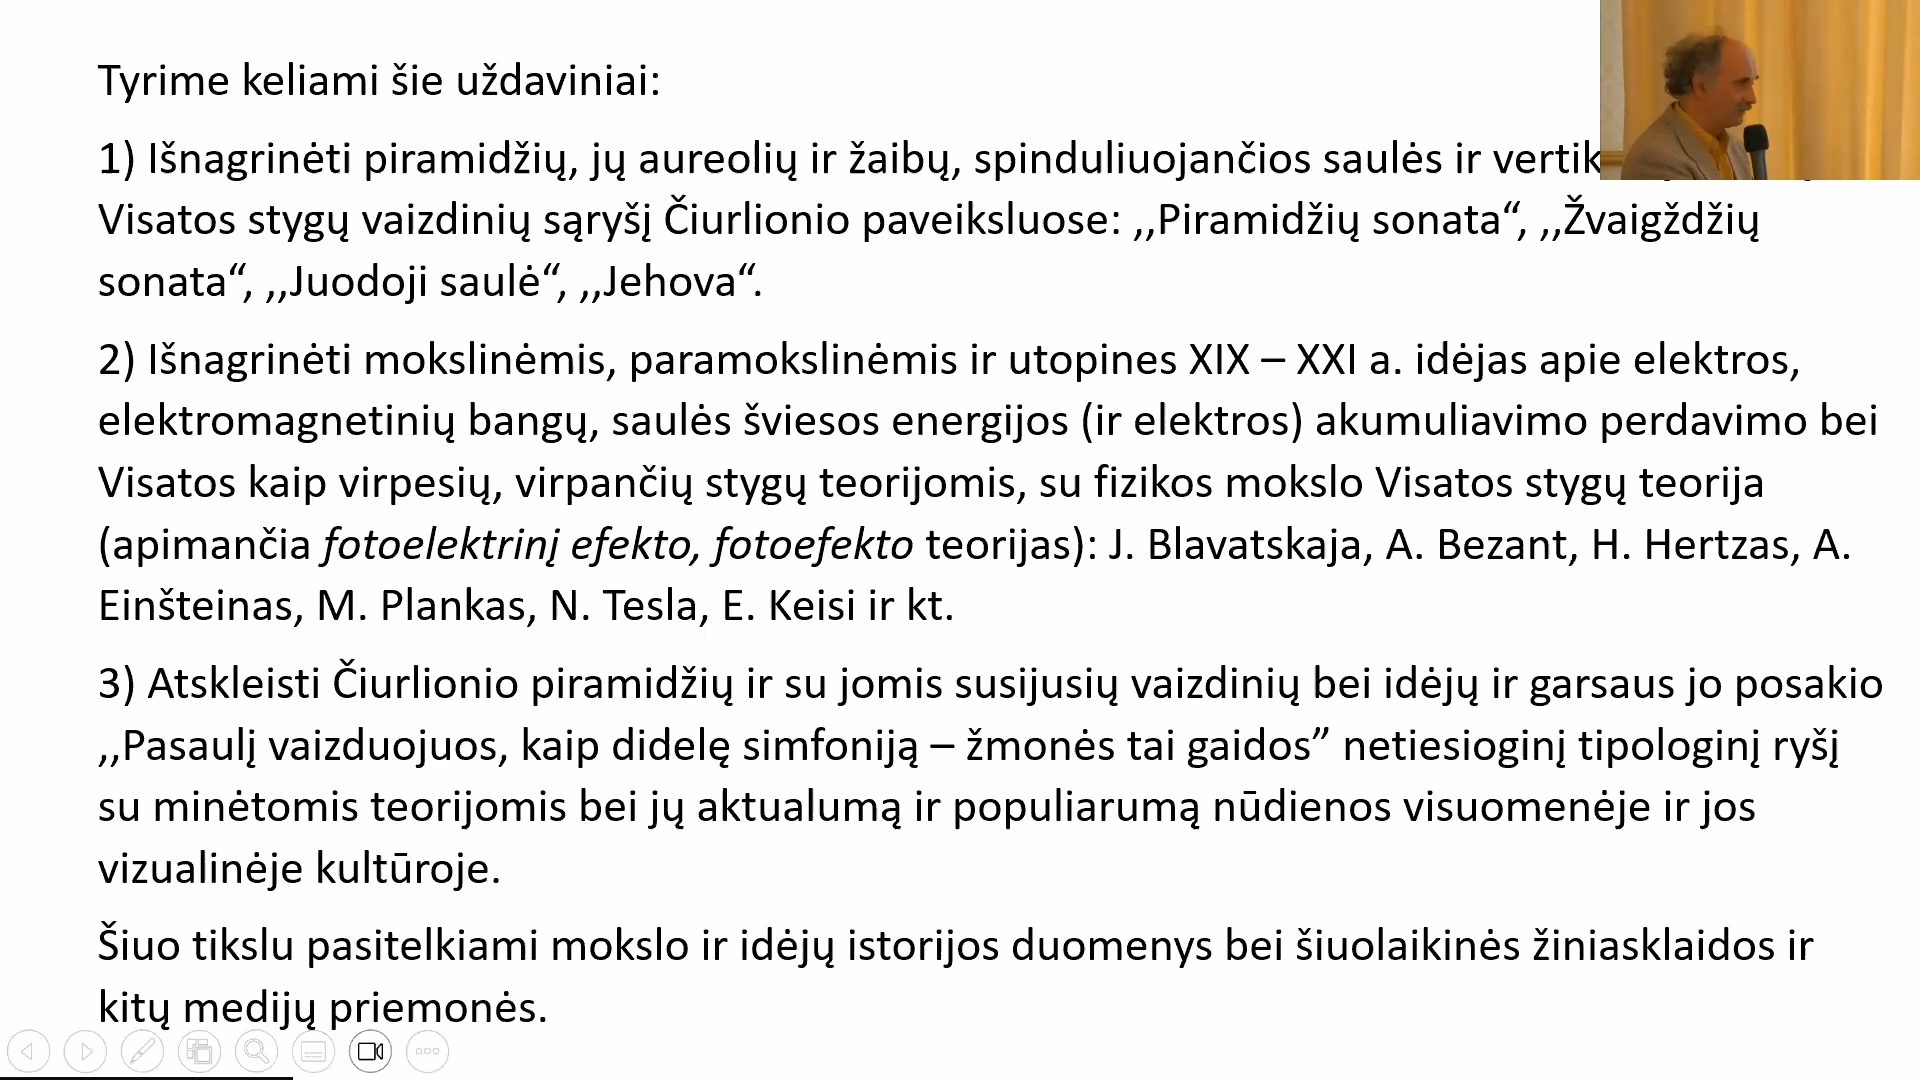 Tyrime keliami šie uždaviniai:
1) Išnagrinėti piramidžių, jų aureolių ir žaibų, spinduliuojančios saulės ir
Visatos stygų vaizdinių sąryšį Čiurlionio paveiksluose: ,,Piramidžių sonata“, ,,Žvaigždžių
sonata“, ,,Juodoji saulė“, ,,Jehova“.
2) Išnagrinėti mokslinėmis, paramokslinėmis ir utopines XIX – XXI a. idėjas apie elektros,
elektromagnetinių bangų, saulės šviesos energijos (ir elektros) akumuliavimo perdavimo bei
Visatos kaip virpesių, virpančių stygų teorijomis, su fizikos mokslo Visatos stygų teorija
(apimančia fotoelektrinį efekto, fotoefekto teorijas): J. Blavatskaja, A. Bezant, H. Hertzas, A.
Einšteinas, M. Plankas, N. Tesla, E. Keisi ir kt.
3) Atskleisti Čiurlionio piramidžių ir su jomis susijusių vaizdinių bei idėjų ir garsaus jo posakio
,,Pasaulį vaizduojuos, kaip didelę simfoniją – žmonės tai gaidos” netiesioginį tipologinį ryšį
su minėtomis teorijomis bei jų aktualumą ir populiarumą nūdienos visuomenėje ir jos
vizualinėje kultūroje.
Šiuo tikslu pasitelkiami mokslo ir idėjų istorijos duomenys bei šiuolaikinės žiniasklaidos ir
kitų medijų priemonės.